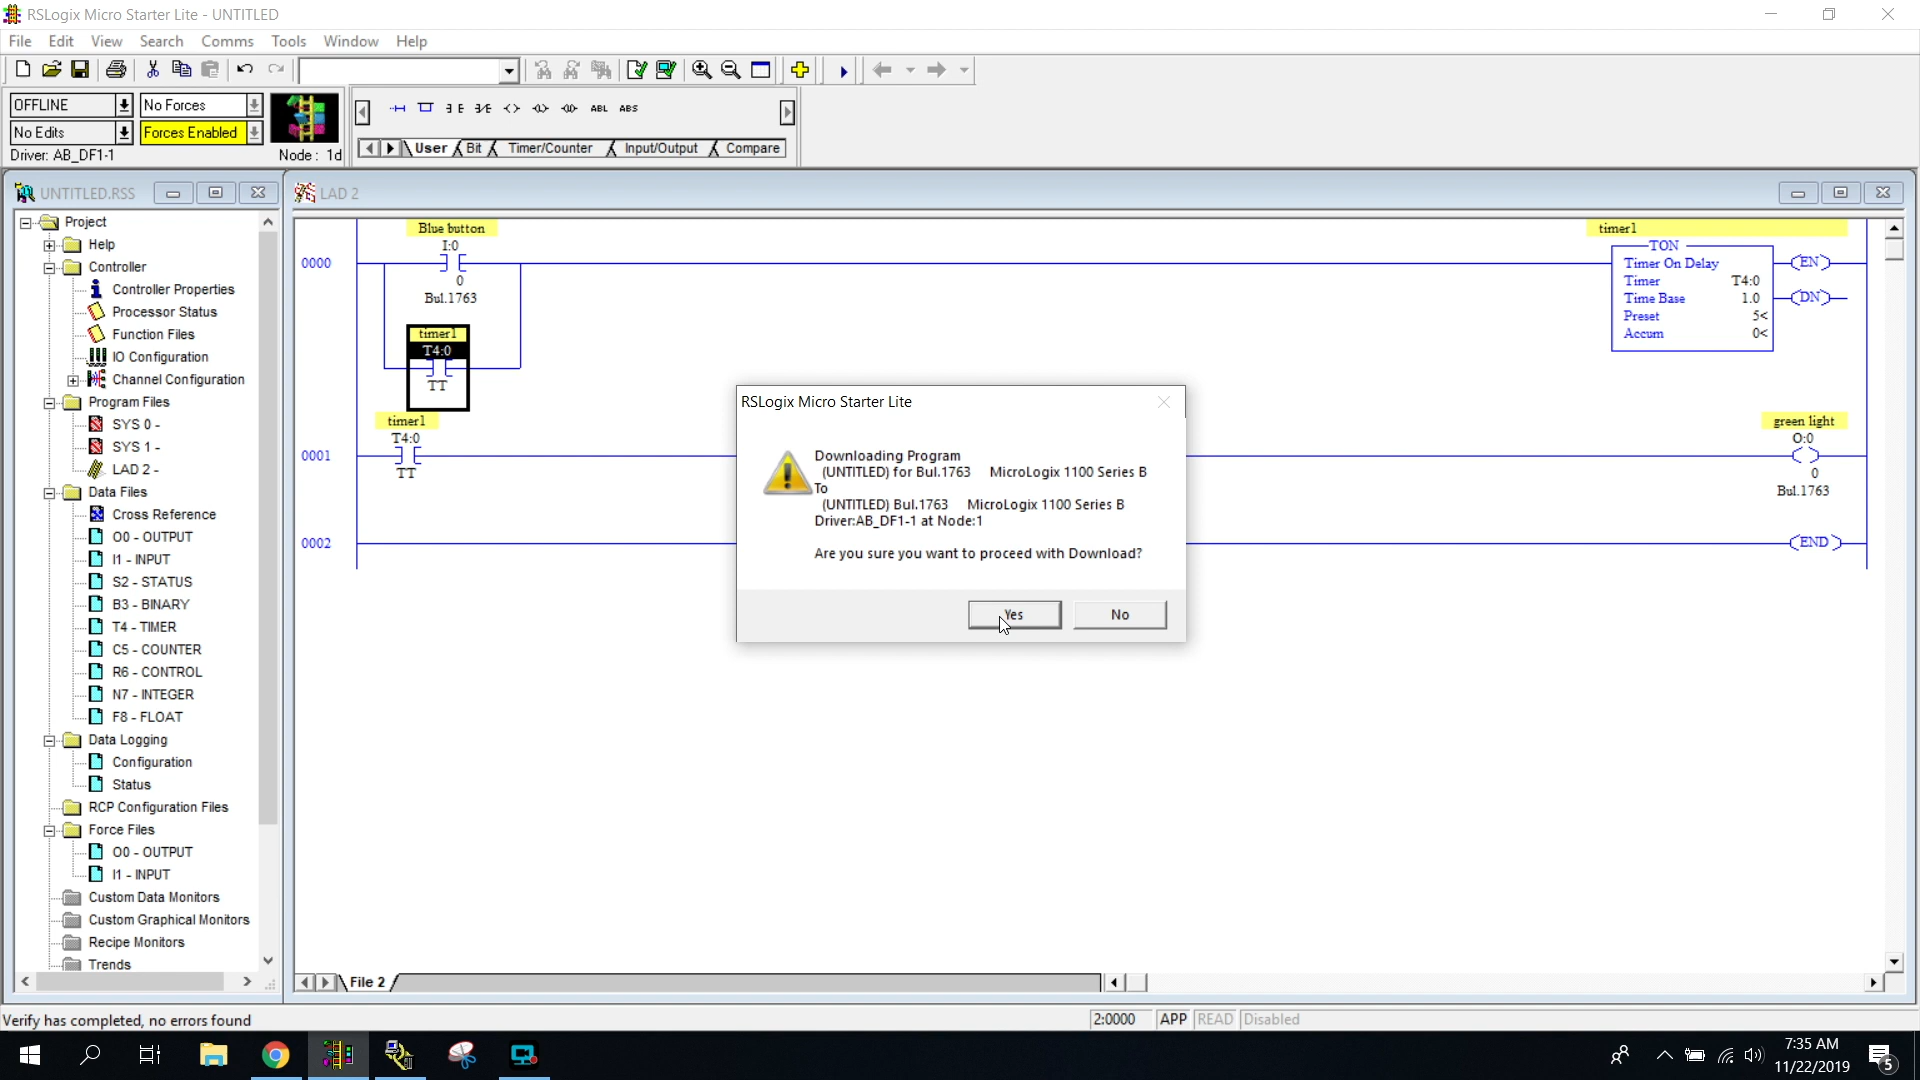 RSLogix Micro Starter Lite - UNTITLED
File Edit View Search Comms Tools Window Help
OFFLINE No Forces
No Edits Forces Enabled
Driver: AB_DF1-1 Node : 1d
ABL ABS
User Bit Timer/Counter Input/Output Compare
UNTITLED.RSS
Project
Help
Controller
Controller Properties
Processor Status
Function Files
IO Configuration
Channel Configuration
Program Files
SYS 0 -
SYS 1 -
LAD 2 -
Data Files
Cross Reference
O0 - OUTPUT
I1 - INPUT
S2 - STATUS
B3 - BINARY
T4 - TIMER
C5 - COUNTER
R6 - CONTROL
N7 - INTEGER
F8 - FLOAT
Data Logging
Configuration
Status
RCP Configuration Files
Force Files
O0 - OUTPUT
I1 - INPUT
Custom Data Monitors
Custom Graphical Monitors
Recipe Monitors
Trends
LAD 2
0000
Blue button
I:0
0
Bul.1763
timer1
T4:0
TT
timer1
TON
Timer On Delay
Timer T4:0
Time Base 1.0
Preset 5<
Accum 0<
EN
DN
0001
timer1
T4:0
TT
green light
O:0
0
Bul.1763
0002
END
RSLogix Micro Starter Lite
Downloading Program
(UNTITLED) for Bul.1763 MicroLogix 1100 Series B
To
(UNTITLED) Bul.1763 MicroLogix 1100 Series B
Driver:AB_DF1-1 at Node:1
Are you sure you want to proceed with Download?
Yes No
File 2
Verify has completed, no errors found
2:0000 APP READ Disabled
7:35 AM
11/22/2019
5